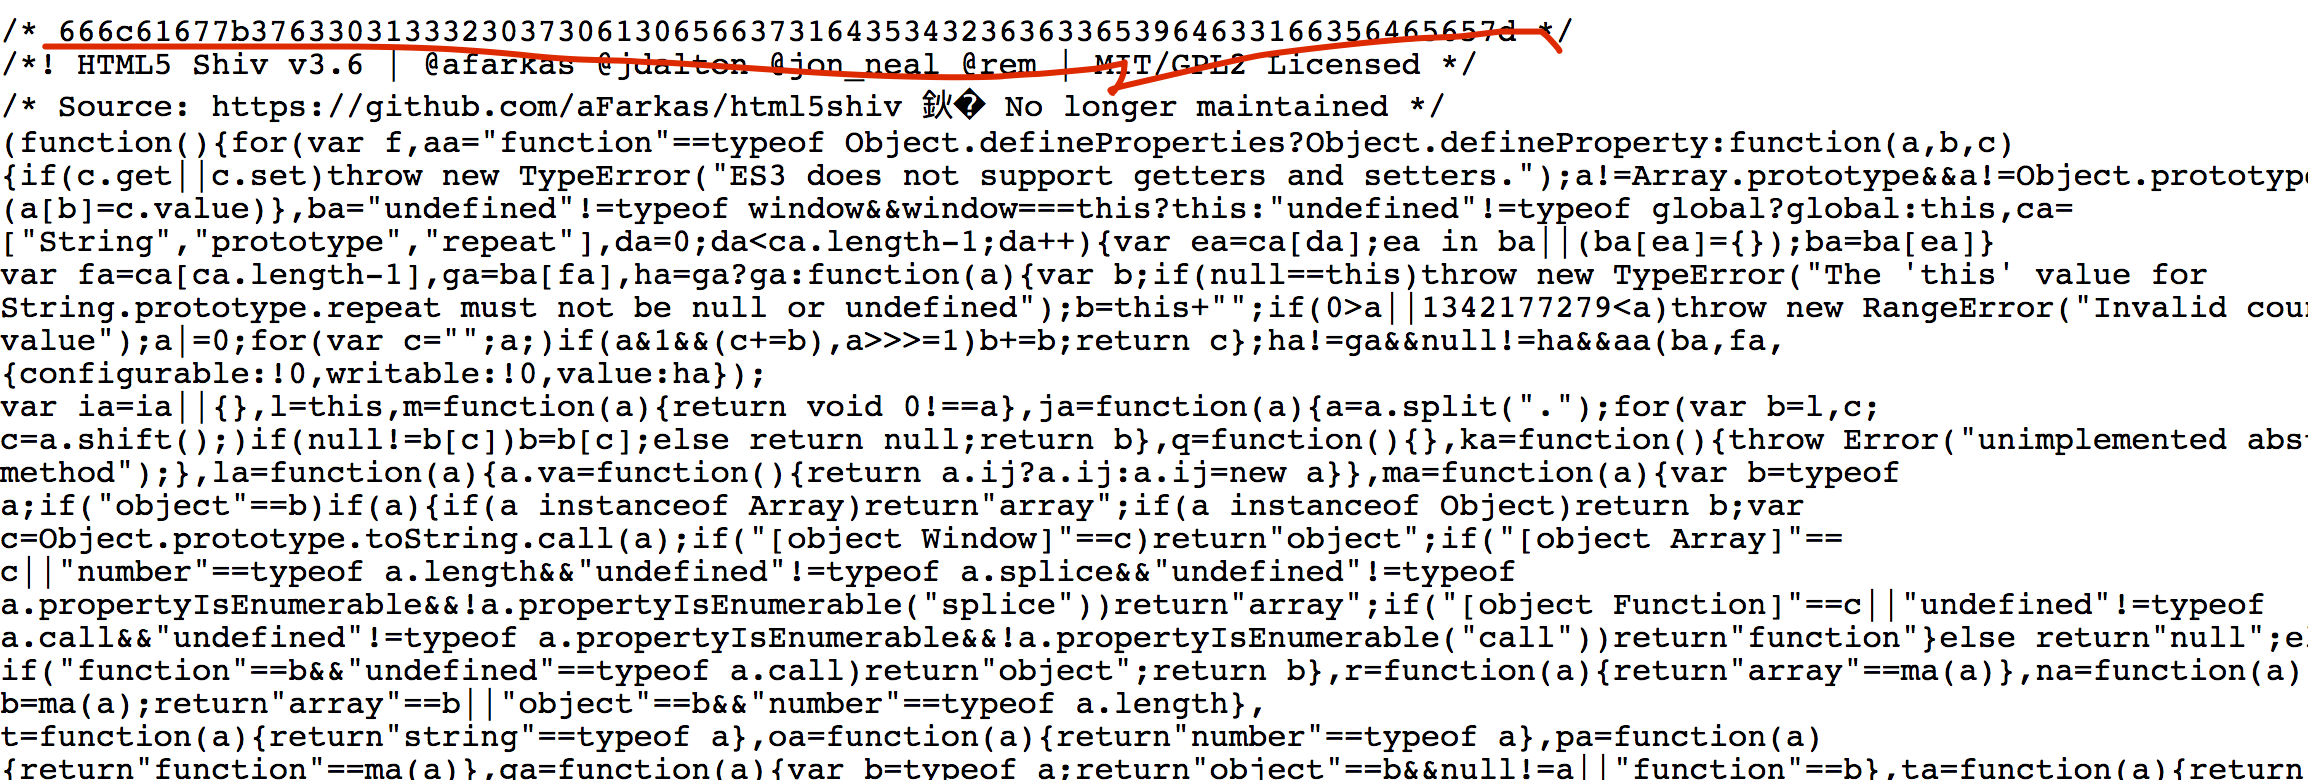 /* 666c61677b37633031333230373061306566373164353432363633653964633166356465657d */
/*! HTML5 Shiv v3.6 | @afarkas @jdalton @jon_neal @rem | MIT/GPL2 Licensed */
/* Source: https://github.com/aFarkas/html5shiv 鈥� No longer maintained */
(function(){for(var f,aa="function"==typeof Object.defineProperties?Object.defineProperty:function(a,b,c)
{if(c.get||c.set)throw new TypeError("ES3 does not support getters and setters.");a!=Array.prototype&&a!=Object.prototype
(a[b]=c.value)},ba="undefined"!=typeof window&&window===this?this:"undefined"!=typeof global?global:this,ca=
["String","prototype","repeat"],da=0;da<ca.length-1;da++){var ea=ca[da];ea in ba||(ba[ea]={});ba=ba[ea]}
var fa=ca[ca.length-1],ga=ba[fa],ha=ga?ga:function(a){var b;if(null==this)throw new TypeError("The 'this' value for
String.prototype.repeat must not be null or undefined");b=this+"";if(0>a||1342177279<a)throw new RangeError("Invalid cou
value");a|=0;for(var c="";a;)if(a&1&&(c+=b),a>>>=1)b+=b;return c};ha!=ga&&null!=ha&&aa(ba,fa,
{configurable:!0,writable:!0,value:ha});
var ia=ia||{},l=this,m=function(a){return void 0!==a},ja=function(a){a=a.split(".");for(var b=l,c;
c=a.shift();)if(null!=b[c])b=b[c];else return null;return b},q=function(){},ka=function(){throw Error("unimplemented abs
method");},la=function(a){a.va=function(){return a.ij?a.ij:a.ij=new a}},ma=function(a){var b=typeof
a;if("object"==b)if(a){if(a instanceof Array)return"array";if(a instanceof Object)return b;var
c=Object.prototype.toString.call(a);if("[object Window]"==c)return"object";if("[object Array]"==
c||"number"==typeof a.length&&"undefined"!=typeof a.splice&&"undefined"!=typeof
a.propertyIsEnumerable&&!a.propertyIsEnumerable("splice"))return"array";if("[object Function]"==c||"undefined"!=typeof
a.call&&"undefined"!=typeof a.propertyIsEnumerable&&!a.propertyIsEnumerable("call"))return"function"}else return"null";e
if("function"==b&&"undefined"==typeof a.call)return"object";return b},r=function(a){return"array"==ma(a)},na=function(a)
b=ma(a);return"array"==b||"object"==b&&"number"==typeof a.length},
t=function(a){return"string"==typeof a},oa=function(a){return"number"==typeof a},pa=function(a)
{return"function"==ma(a)},qa=function(a){var b=typeof a;return"object"==b&&null!=a||"function"==b},ta=function(a){return